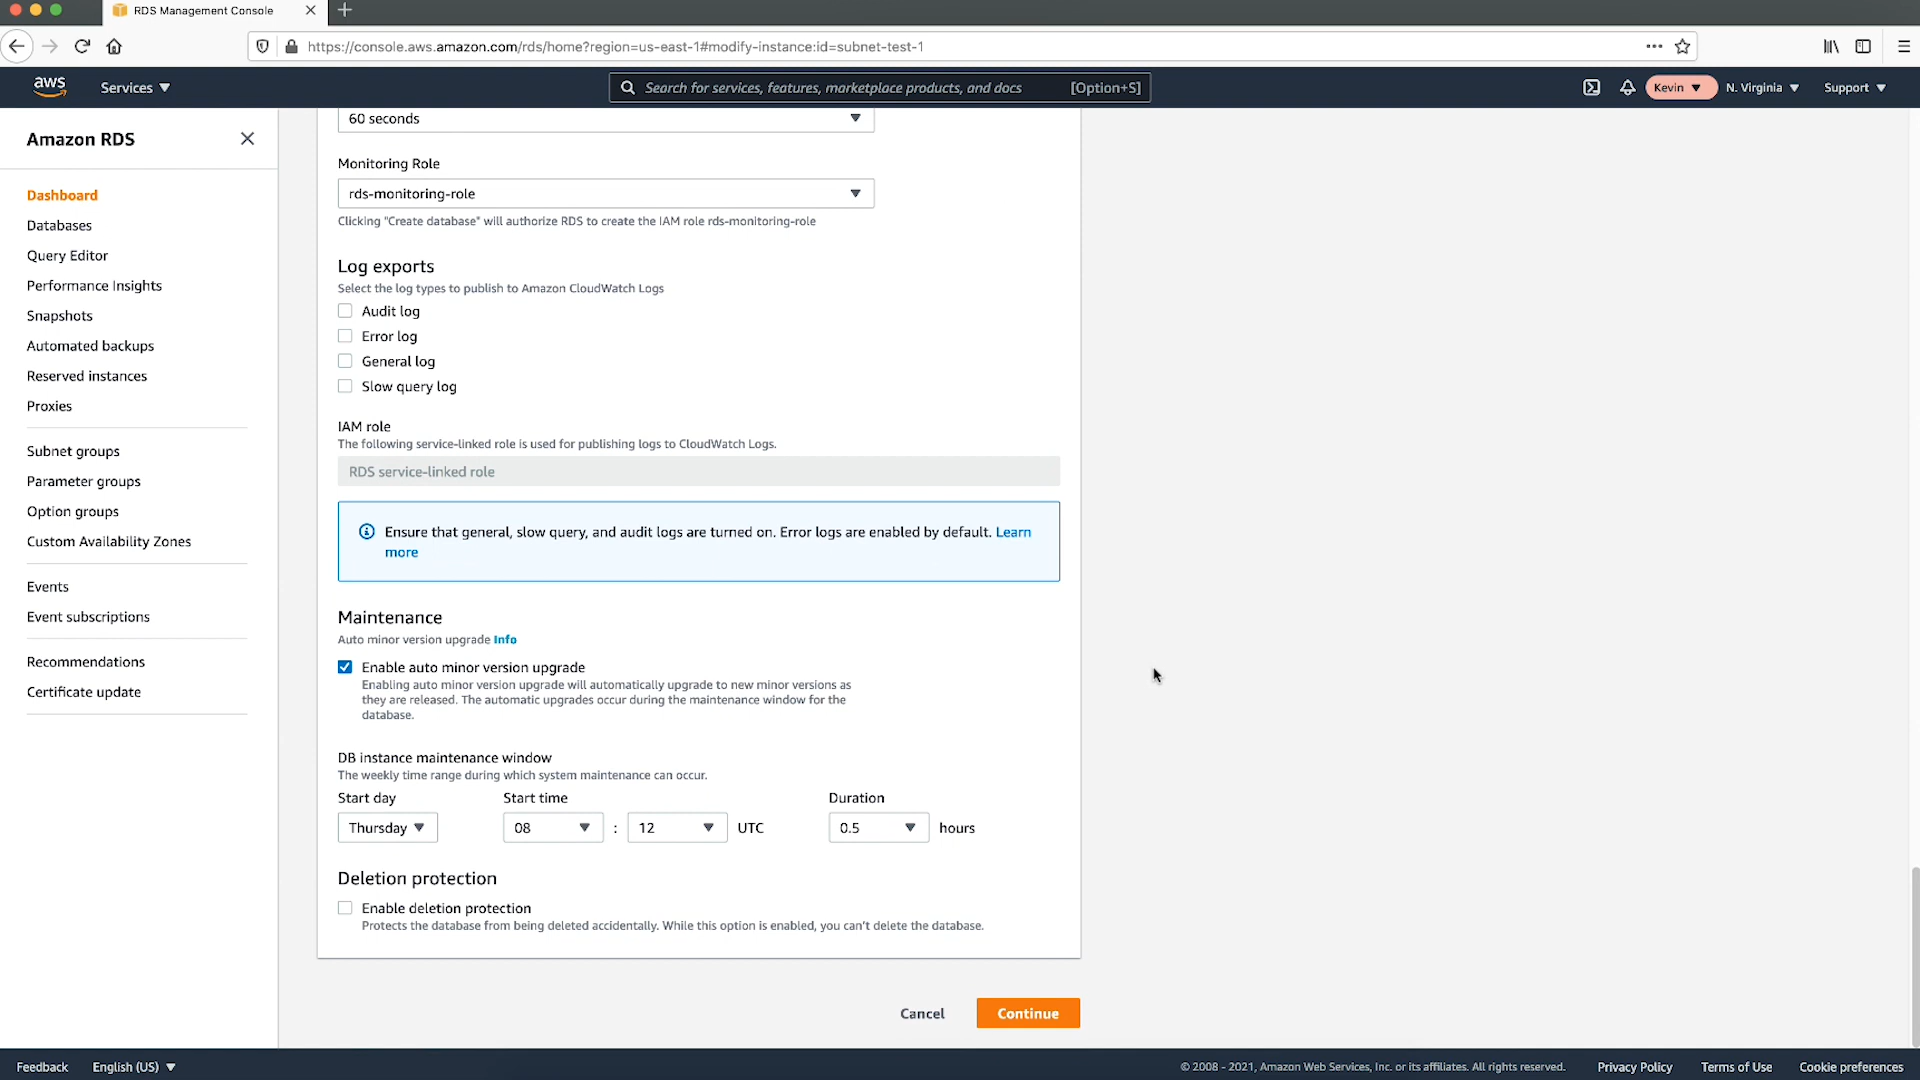 RDS Management Console
https://console.aws.amazon.com/rds/home?region=us-east-1#modify-instance:id=subnet-test-1
aws
Services
Search for services, features, marketplace products, and docs [Option+S]
Kevin
N. Virginia
Support
Amazon RDS
Dashboard
Databases
Query Editor
Performance Insights
Snapshots
Automated backups
Reserved instances
Proxies
Subnet groups
Parameter groups
Option groups
Custom Availability Zones
Events
Event subscriptions
Recommendations
Certificate update
60 seconds
Monitoring Role
rds-monitoring-role
Clicking "Create database" will authorize RDS to create the IAM role rds-monitoring-role
Log exports
Select the log types to publish to Amazon CloudWatch Logs
Audit log
Error log
General log
Slow query log
IAM role
The following service-linked role is used for publishing logs to CloudWatch Logs.
RDS service-linked role
Ensure that general, slow query, and audit logs are turned on. Error logs are enabled by default. Learn
more
Maintenance
Auto minor version upgrade Info
Enable auto minor version upgrade
Enabling auto minor version upgrade will automatically upgrade to new minor versions as
they are released. The automatic upgrades occur during the maintenance window for the
database.
DB instance maintenance window
The weekly time range during which system maintenance can occur.
Start day Start time Duration
Thursday 08 : 12 UTC 0.5 hours
Deletion protection
Enable deletion protection
Protects the database from being deleted accidentally. While this option is enabled, you can't delete the database.
Cancel Continue
Feedback English (US) © 2008 - 2021, Amazon Web Services, Inc. or its affiliates. All rights reserved. Privacy Policy Terms of Use Cookie preferences